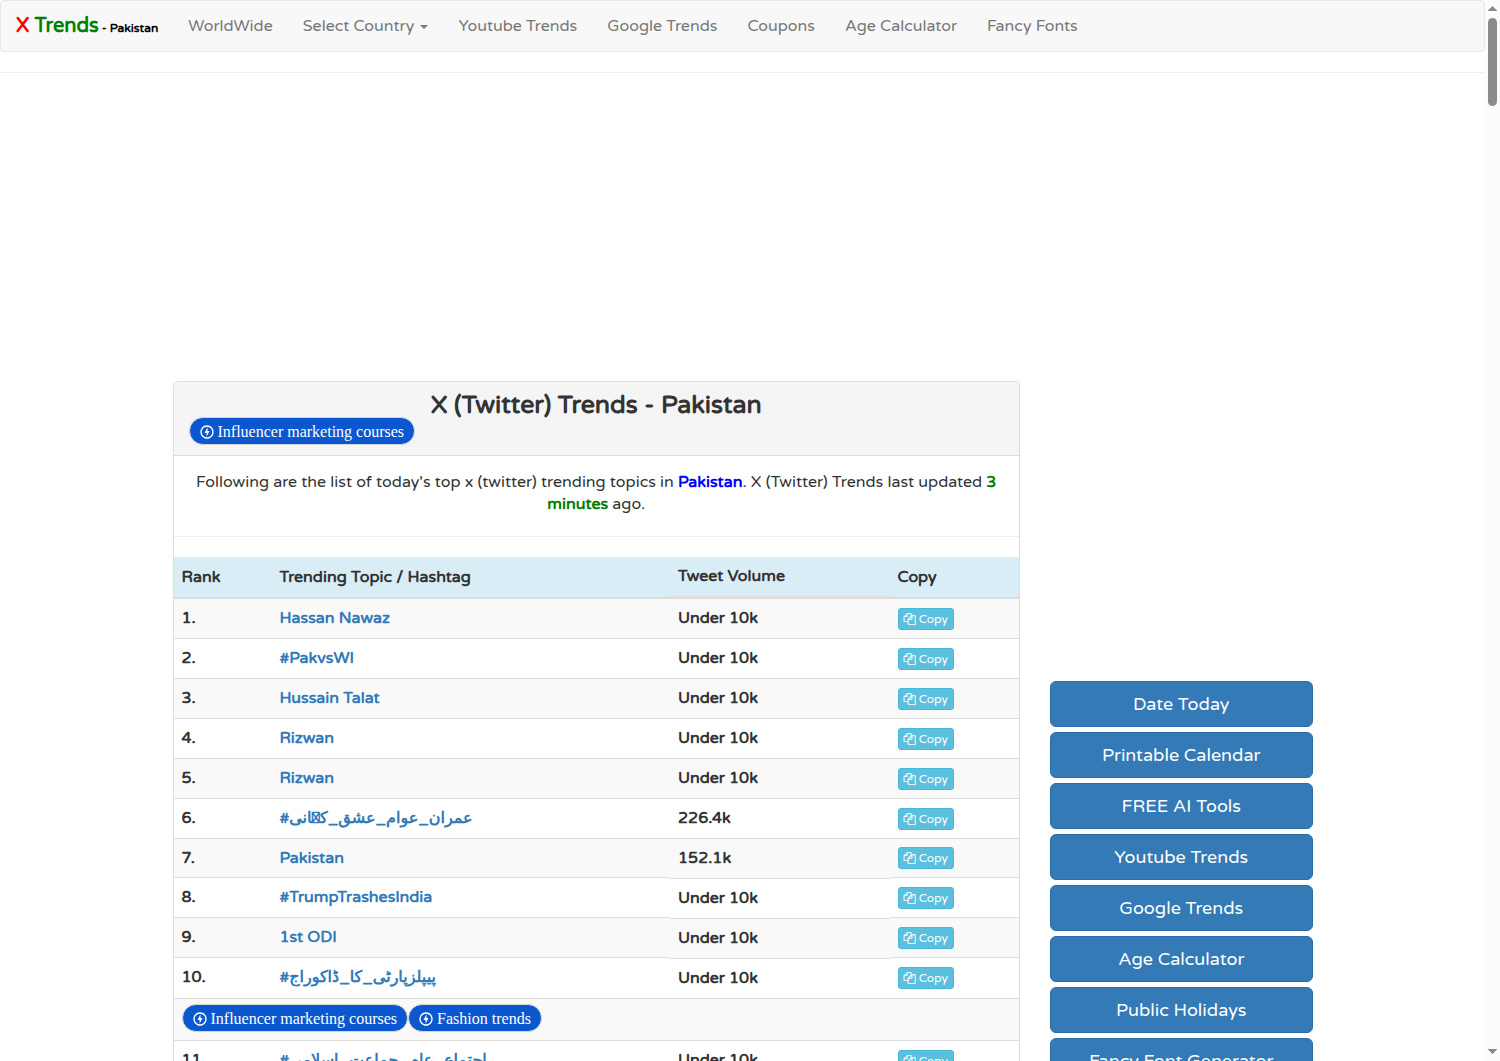 X Trends - Pakistan WorldWide Select Country Youtube Trends Google Trends Coupons Age Calculator Fancy Fonts
X (Twitter) Trends - Pakistan
Influencer marketing courses
Following are the list of today's top x (twitter) trending topics in Pakistan. X (Twitter) Trends last updated 3
minutes ago.
Rank Trending Topic / Hashtag Tweet Volume Copy
1. Hassan Nawaz Under 10k Copy
2. #PakvsWI Under 10k Copy
3. Hussain Talat Under 10k Copy
4. Rizwan Under 10k Copy
5. Rizwan Under 10k Copy
6. #عمران_عوام_عشق_کہانی 226.4k Copy
7. Pakistan 152.1k Copy
8. #TrumpTrashesIndia Under 10k Copy
9. 1st ODI Under 10k Copy
10. #پیپلزپارٹی_کا_ڈاکوراج Under 10k Copy
Influencer marketing courses Fashion trends
11. #اجتماع_عام_جماعت_اسلامی Under 10k Copy
Date Today
Printable Calendar
FREE AI Tools
Youtube Trends
Google Trends
Age Calculator
Public Holidays
Fancy Font Generator